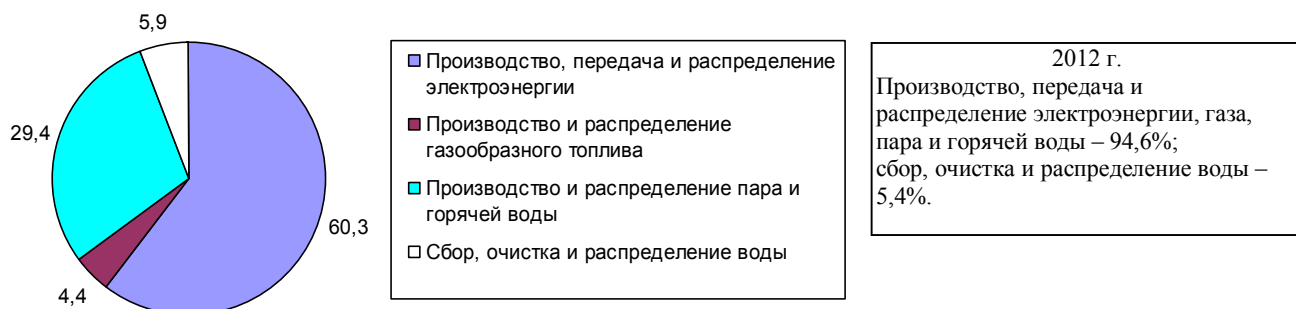 5,9
29,4
4,4
60,3
Производство, передача и распределение
электроэнергии
Производство и распределение
газообразного топлива
Производство и распределение пара и
горячей воды
Сбор, очистка и распределение воды
2012 г.
Производство, передача и
распределение электроэнергии, газа,
пара и горячей воды – 94,6%;
сбор, очистка и распределение воды –
5,4%.